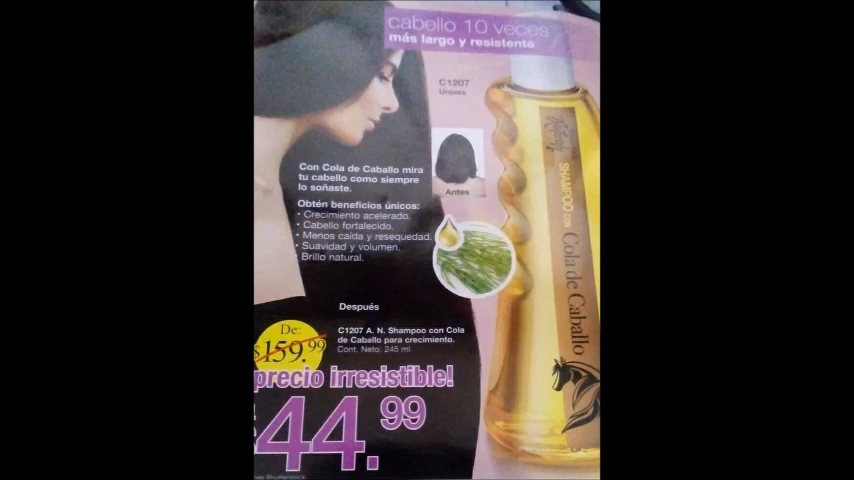 cabello 10 veces
más largo y resistente
C1207
Unisex
Con Cola de Caballo mira
tu cabello como siempre
lo soñaste.
Antes
Obtén beneficios únicos:
• Crecimiento acelerado.
• Cabello fortalecido.
• Menos caída y resequedad.
• Suavidad y volumen.
• Brillo natural.
SHAMPOO con
Cola de Caballo
Después
De:
$159.99
C1207 A. N. Shampoo con Cola
de Caballo para crecimiento.
Cont. Neto: 245 ml
precio irresistible!
$44.99